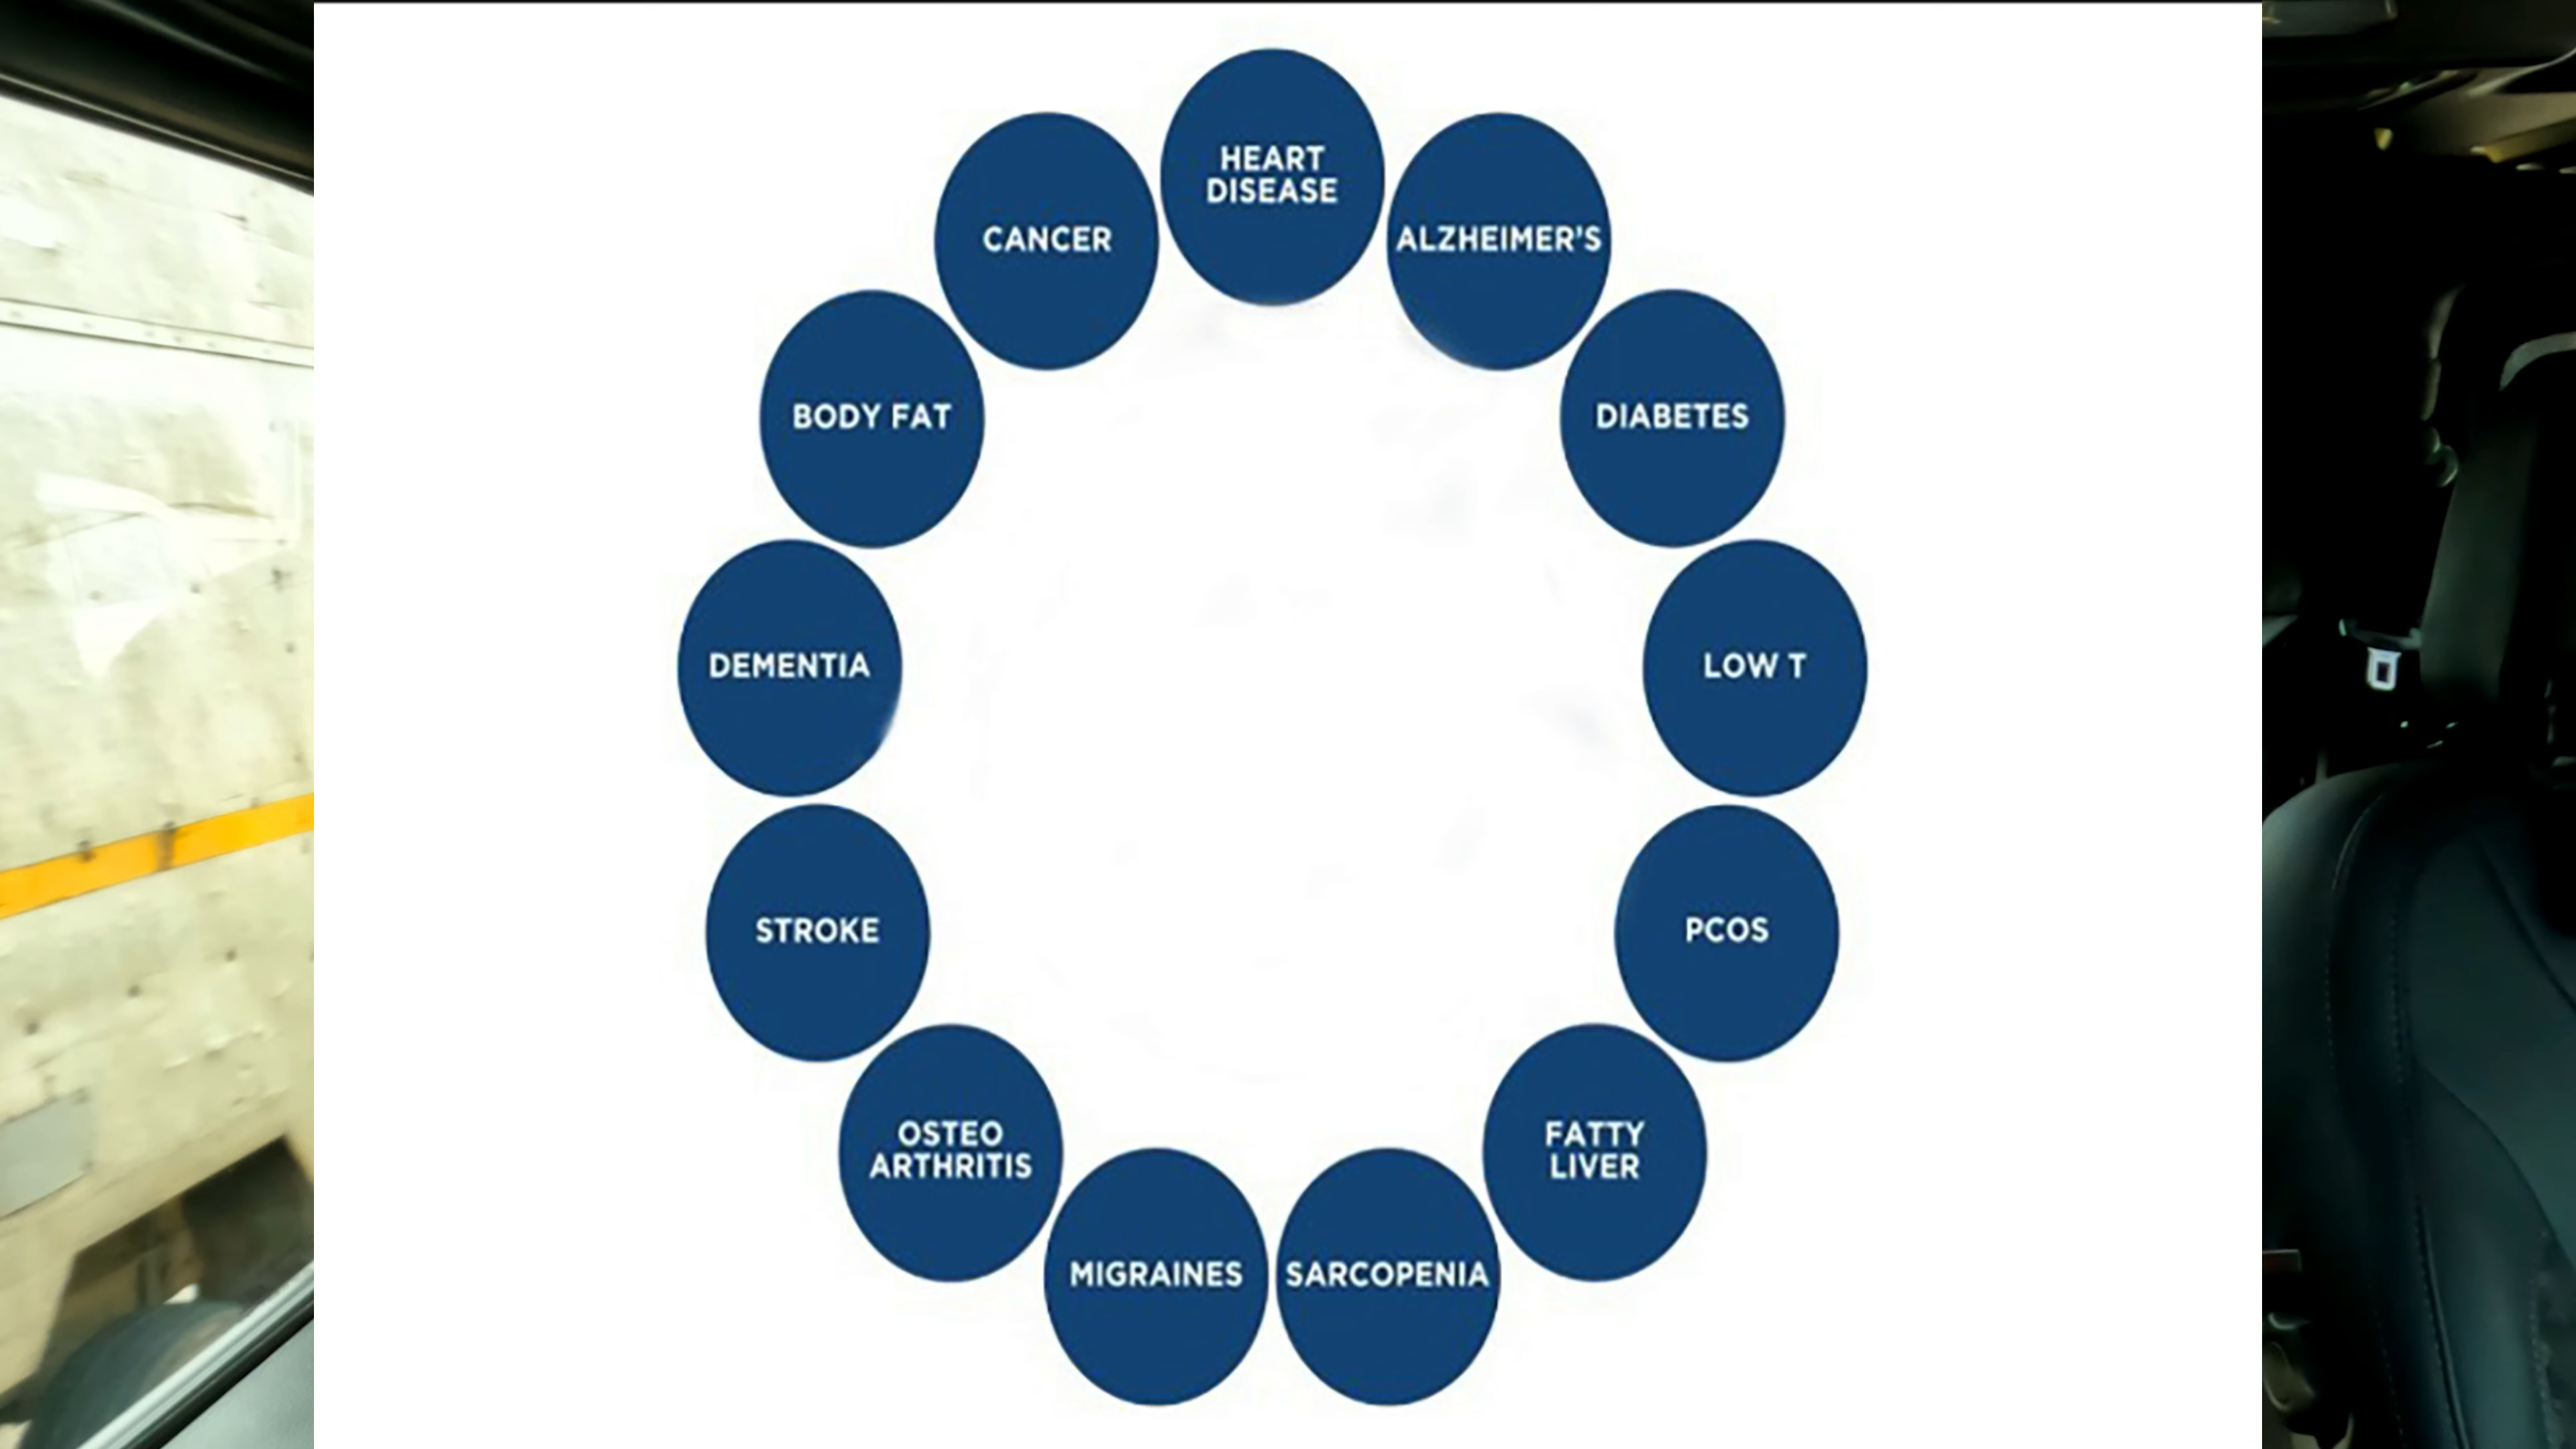 HEART
DISEASE
ALZHEIMER'S
DIABETES
LOW T
PCOS
FATTY
LIVER
SARCOPENIA
MIGRAINES
OSTEO
ARTHRITIS
STROKE
DEMENTIA
BODY FAT
CANCER